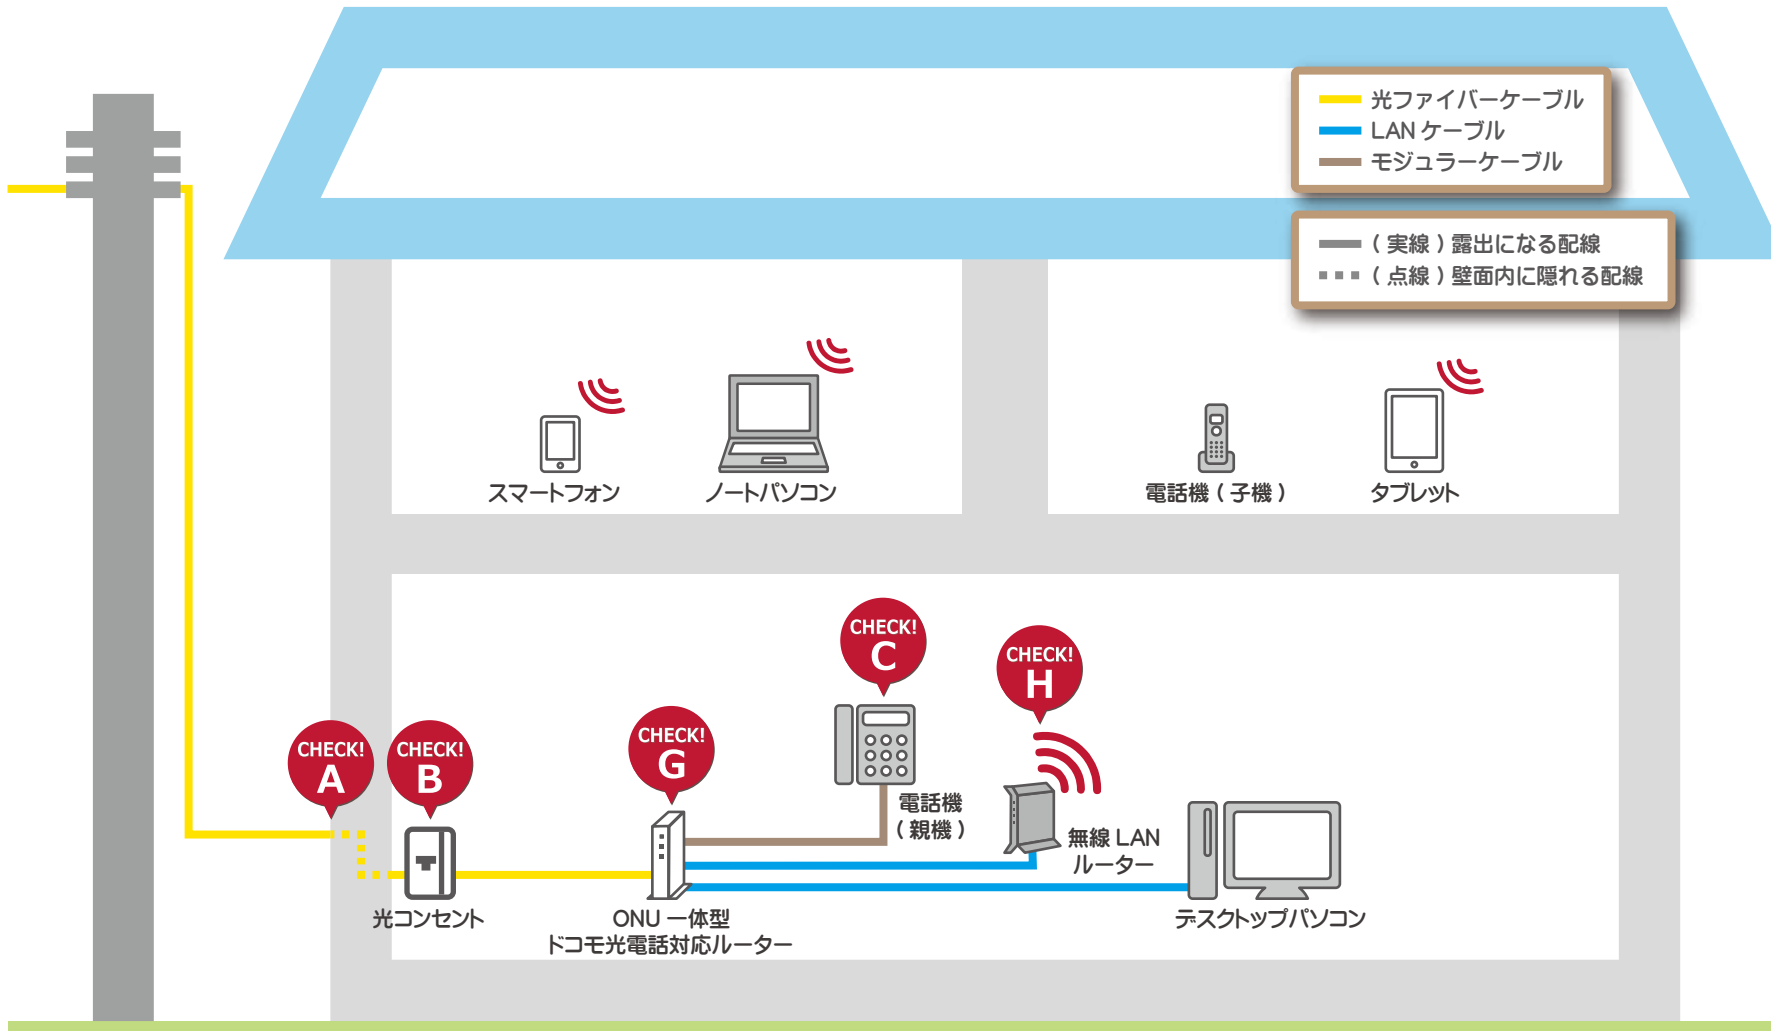 光ファイバーケーブル
LAN ケーブル
モジュラーケーブル
( 実線 ) 露出になる配線
( 点線 ) 壁面内に隠れる配線
スマートフォン
ノートパソコン
電話機 ( 子機 )
タブレット
CHECK!
A
CHECK!
B
CHECK!
G
CHECK!
C
CHECK!
H
電話機
( 親機 )
無線 LAN
ルーター
光コンセント
ONU 一体型
ドコモ光電話対応ルーター
デスクトップパソコン